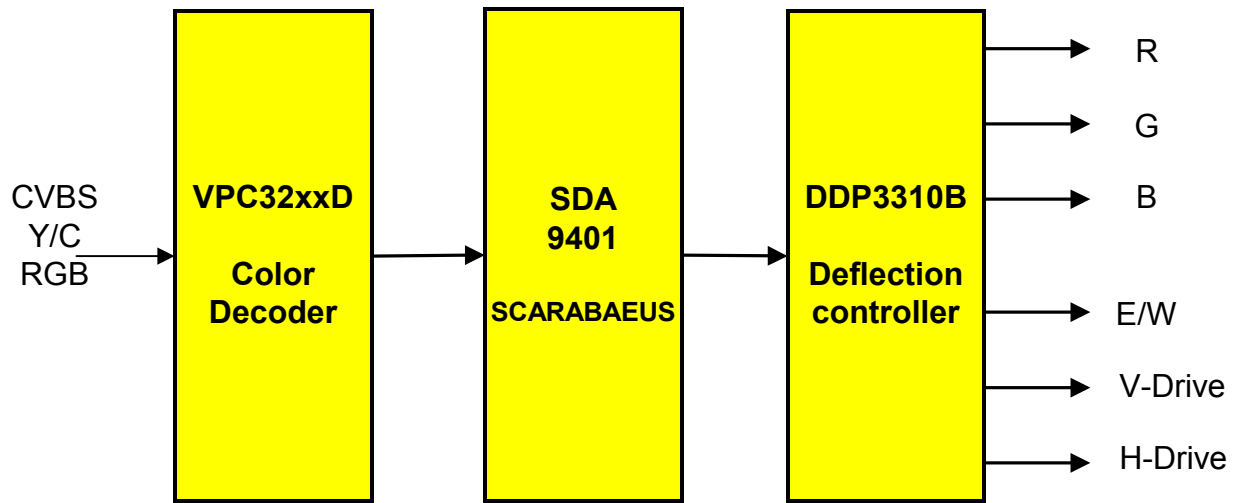 CVBS
Y/C
RGB
VPC32xxD
Color
Decoder
SDA
9401
SCARABAEUS
DDP3310B
Deflection
controller
R
G
B
E/W
V-Drive
H-Drive